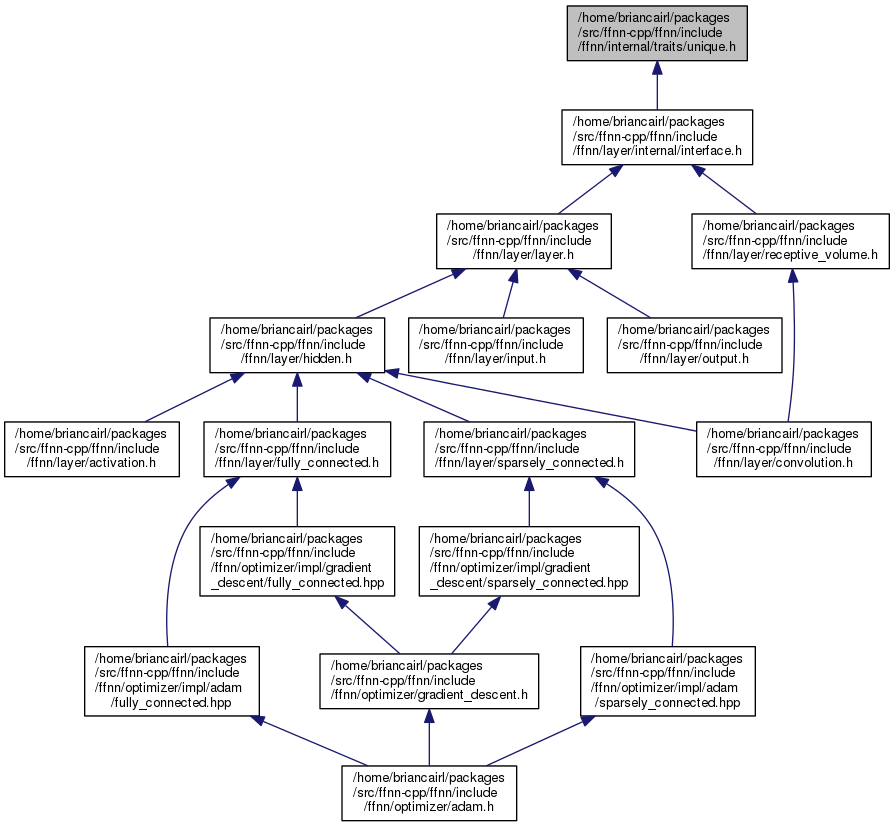 /home/briancairl/packages
/src/ffnn-cpp/ffnn/include
/ffnn/internal/traits/unique.h
/home/briancairl/packages
/src/ffnn-cpp/ffnn/include
/ffnn/layer/internal/interface.h
/home/briancairl/packages
/src/ffnn-cpp/ffnn/include
/ffnn/layer/layer.h
/home/briancairl/packages
/src/ffnn-cpp/ffnn/include
/ffnn/layer/receptive_volume.h
/home/briancairl/packages
/src/ffnn-cpp/ffnn/include
/ffnn/layer/hidden.h
/home/briancairl/packages
/src/ffnn-cpp/ffnn/include
/ffnn/layer/input.h
/home/briancairl/packages
/src/ffnn-cpp/ffnn/include
/ffnn/layer/output.h
/home/briancairl/packages
/src/ffnn-cpp/ffnn/include
/ffnn/layer/activation.h
/home/briancairl/packages
/src/ffnn-cpp/ffnn/include
/ffnn/layer/fully_connected.h
/home/briancairl/packages
/src/ffnn-cpp/ffnn/include
/ffnn/layer/sparsely_connected.h
/home/briancairl/packages
/src/ffnn-cpp/ffnn/include
/ffnn/layer/convolution.h
/home/briancairl/packages
/src/ffnn-cpp/ffnn/include
/ffnn/optimizer/impl/gradient
_descent/fully_connected.hpp
/home/briancairl/packages
/src/ffnn-cpp/ffnn/include
/ffnn/optimizer/impl/gradient
_descent/sparsely_connected.hpp
/home/briancairl/packages
/src/ffnn-cpp/ffnn/include
/ffnn/optimizer/impl/adam
/fully_connected.hpp
/home/briancairl/packages
/src/ffnn-cpp/ffnn/include
/ffnn/optimizer/gradient_descent.h
/home/briancairl/packages
/src/ffnn-cpp/ffnn/include
/ffnn/optimizer/impl/adam
/sparsely_connected.hpp
/home/briancairl/packages
/src/ffnn-cpp/ffnn/include
/ffnn/optimizer/adam.h